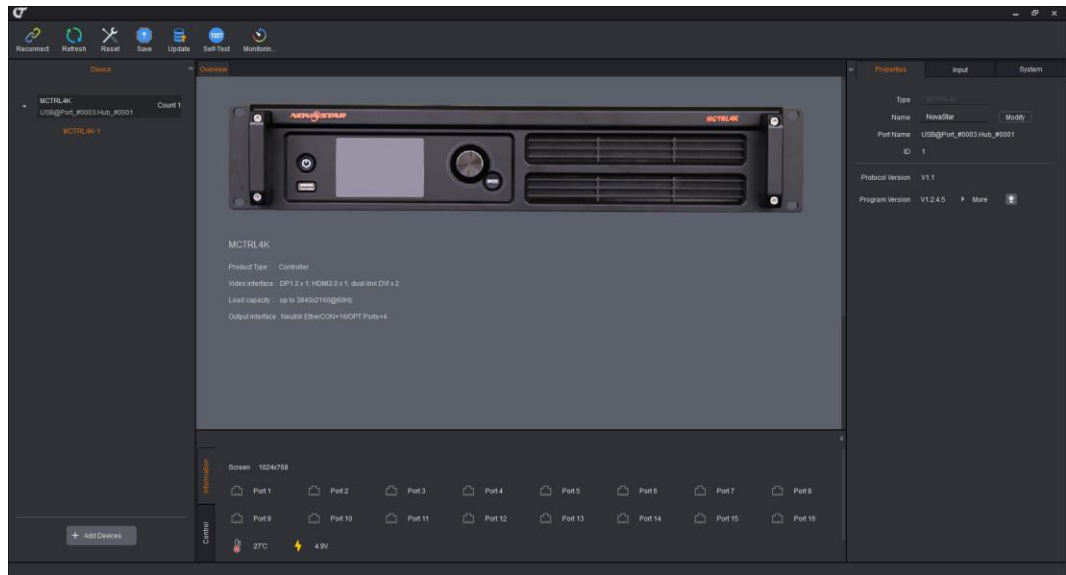 Reconnect Refresh Reset Save Update Self-Test Monitorin...
TEST
Device
MCTRL4K Count 1
USB@Port_#0003.Hub_#0001
MCTRL4K-1
+ Add Devices
Overview
NOVASTAR MCTRL4K
BACK
MCTRL4K
Product Type : Controller
Video interface : DP1.2 x 1, HDMI2.0 x 1, dual-link DVI x 2
Load capacity : up to 3840x2160@60Hz
Output interface : Neutrik EtherCON×16/OPT Ports×4
Information
Control
Screen 1024x768
Port 1 Port 2 Port 3 Port 4 Port 5 Port 6 Port 7 Port 8
Port 9 Port 10 Port 11 Port 12 Port 13 Port 14 Port 15 Port 16
27°C 4.9V
Properties Input System
Type MCTRL4K
Name NovaStar Modify
Port Name USB@Port_#0003.Hub_#0001
ID 1
Protocol Version V1.1
Program Version V1.2.4.5 More